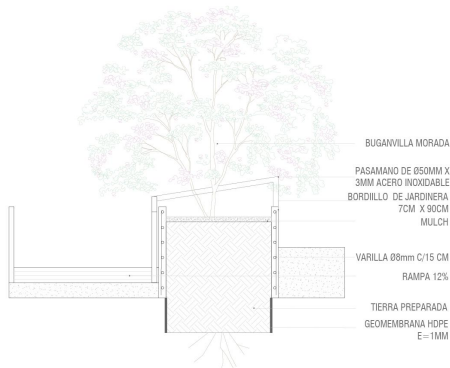 BUGANVILLA MORADA
PASAMANO DE Ø50MM X
3MM ACERO INOXIDABLE
BORDIILLO DE JARDINERA
7CM X 90CM
MULCH
VARILLA Ø8mm C/15 CM
RAMPA 12%
TIERRA PREPARADA
GEOMEMBRANA HDPE
E=1MM